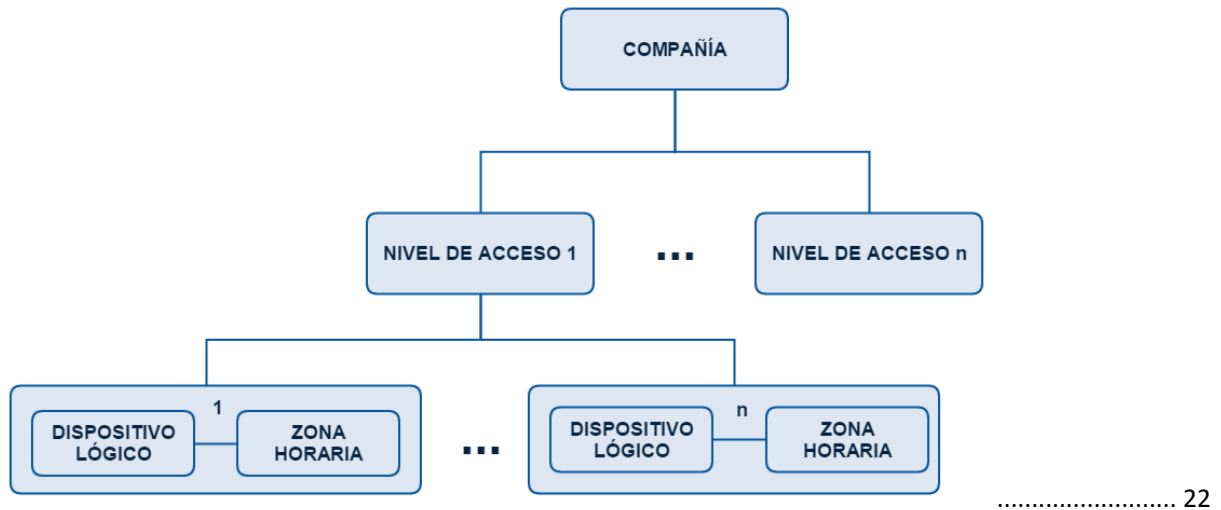 COMPAÑÍA
NIVEL DE ACCESO 1
...
NIVEL DE ACCESO n
1
DISPOSITIVO
LÓGICO
ZONA
HORARIA
...
n
DISPOSITIVO
LÓGICO
ZONA
HORARIA
.......................... 22